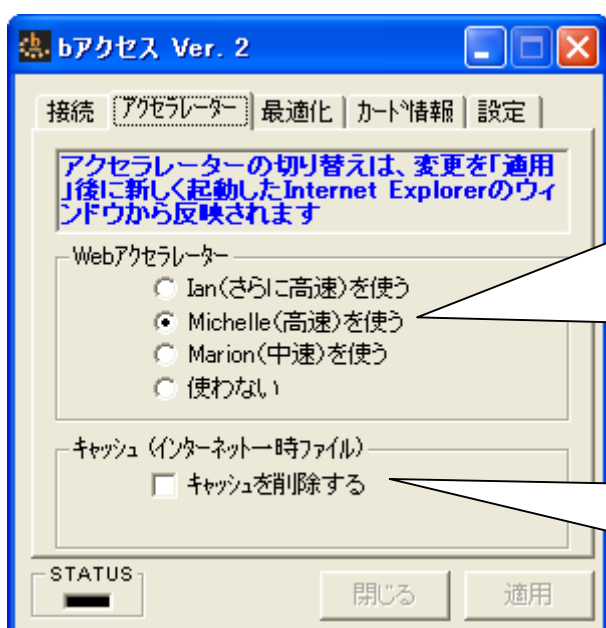 bアクセス Ver. 2
接続 アクセラレーター 最適化 カード情報 設定
アクセラレーターの切り替えは、変更を「適用
」後に新しく起動したInternet Explorerのウィ
ンドウから反映されます
Webアクセラレーター
Ian(さらに高速)を使う
Michelle(高速)を使う
Marion(中速)を使う
使わない
キャッシュ (インターネット一時ファイル)
キャッシュを削除する
STATUS
閉じる 適用